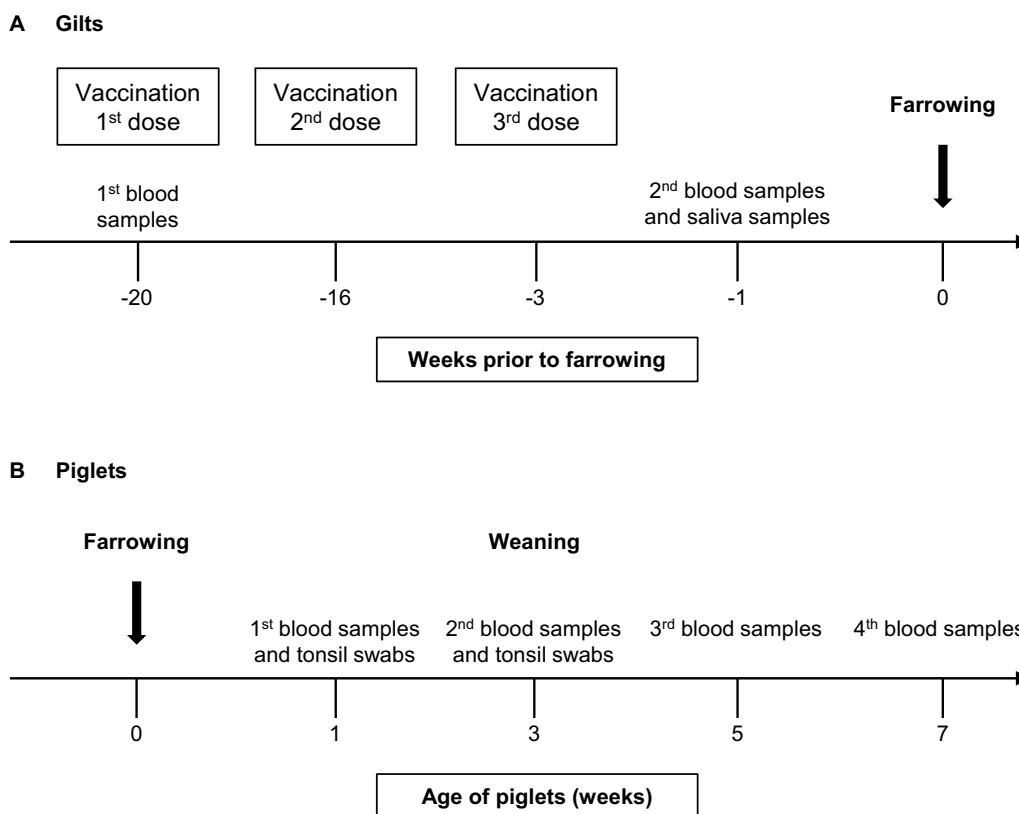 A Gilts
Vaccination
1st dose
Vaccination
2nd dose
Vaccination
3rd dose
Farrowing
1st blood
samples
2nd blood samples
and saliva samples
-20
-16
-3
-1
0
Weeks prior to farrowing
B Piglets
Farrowing
Weaning
1st blood samples
and tonsil swabs
2nd blood samples
and tonsil swabs
3rd blood samples
4th blood samples
0
1
3
5
7
Age of piglets (weeks)